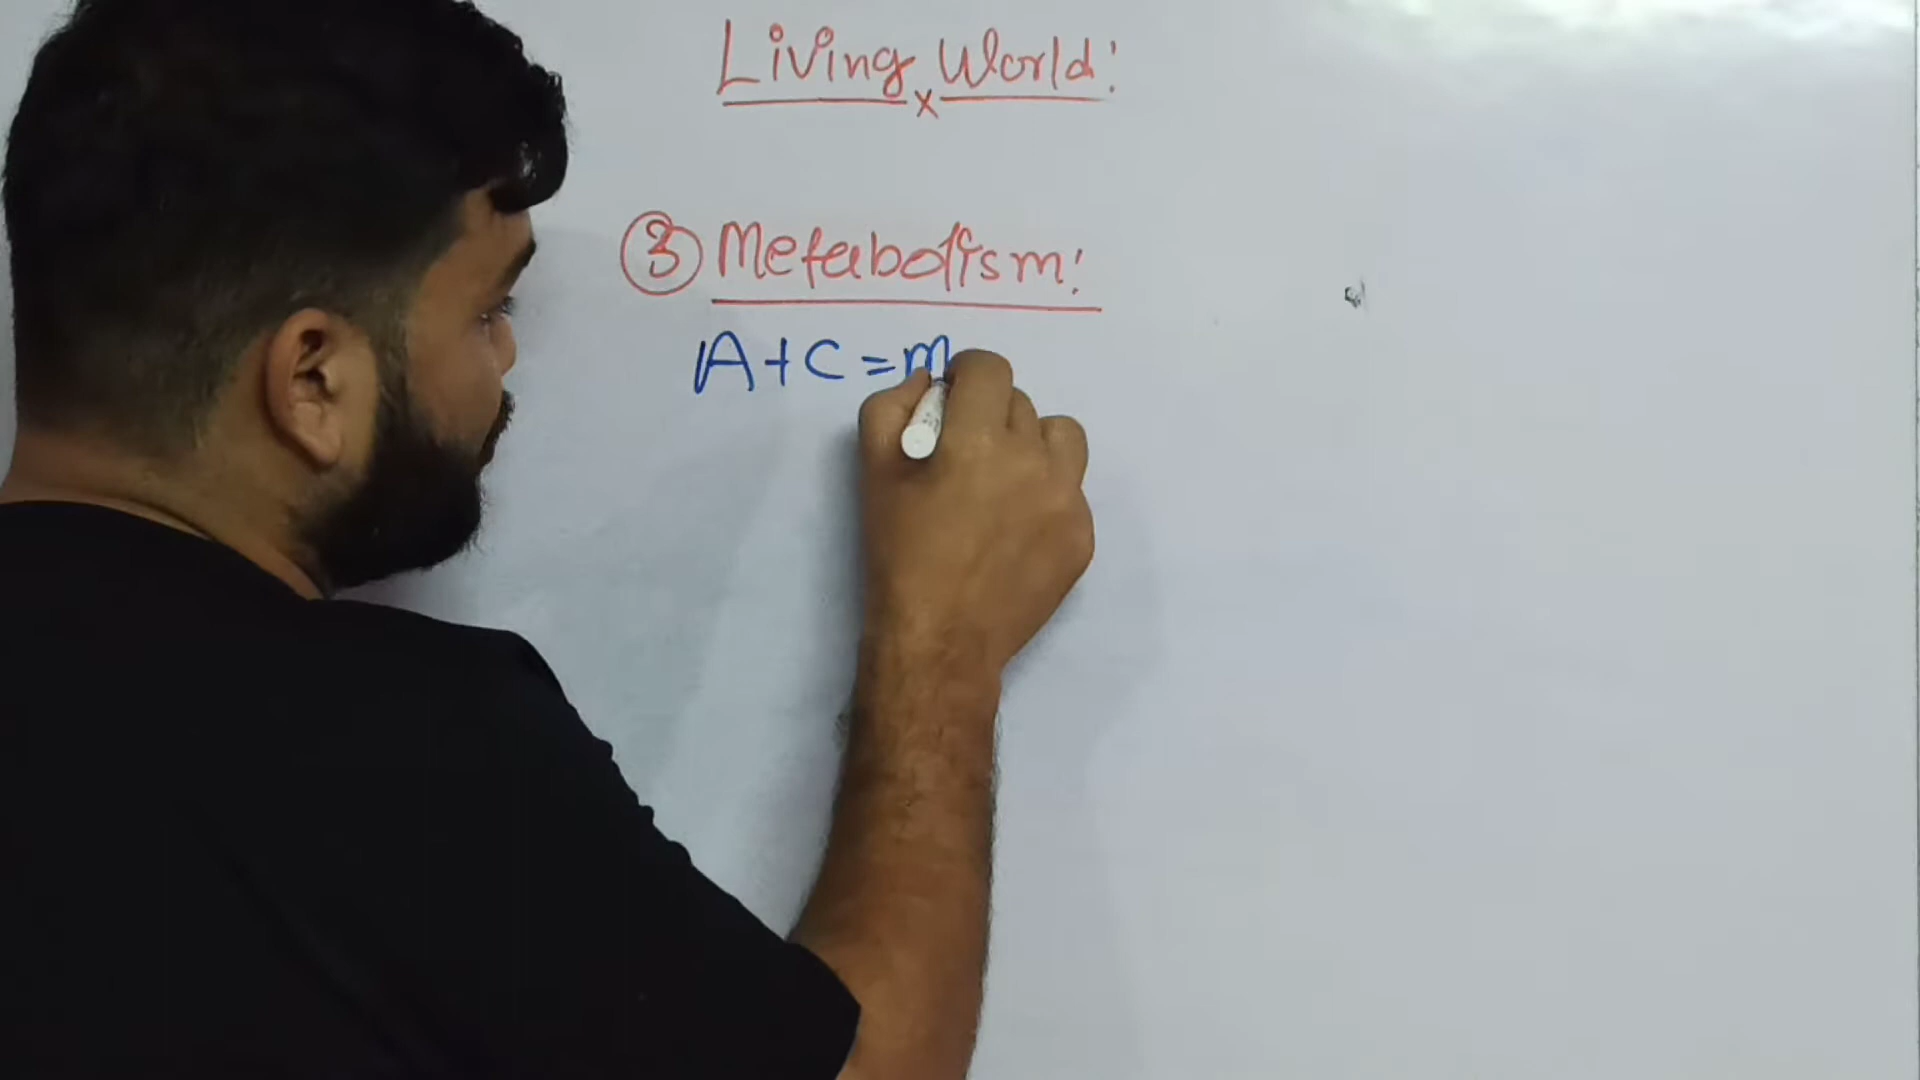 Living World:
③ Metabolism:
A + C = m